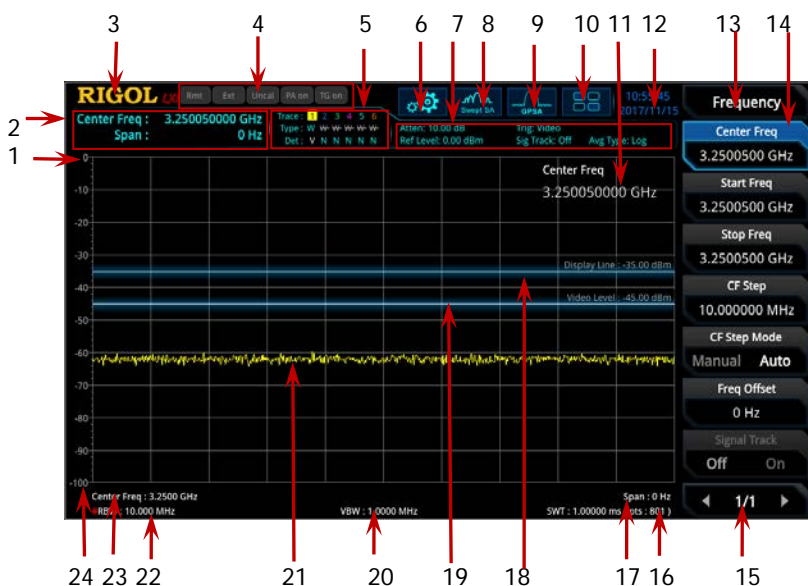 3 4 5 6 7 8 9 10 11 12 13 14
RIGOL
Rmt Ext Uncal PA on TG on
Sweat SA
GPSA
2017/11/15
Frequency
2
Center Freq : 3.250050000 GHz
Span : 0 Hz
Trace : 1 2 3 4 5 6
Type : W W W W W W
Det : V N N N N N
Atten: 10.00 dB Trig: Video
Ref Level: 0.00 dBm Sig Track: Off Avg Type: Log
Center Freq
3.2500500 GHz
1
0
Center Freq
3.250050000 GHz
-10
Start Freq
3.2500500 GHz
-20
Stop Freq
3.2500500 GHz
-30
Display Line : -35.00 dBm
CF Step
10.000000 MHz
-40
Video Level : -45.00 dBm
-50
CF Step Mode
Manual Auto
-60
Freq Offset
0 Hz
-70
-80
Signal Track
Off On
-90
-100
Center Freq : 3.2500 GHz Span : 0 Hz
RBW : 10.000 MHz VBW : 1.0000 MHz SWT : 1.00000 ms pts : 801 )
1/1
24 23 22 21 20 19 18 17 16 15